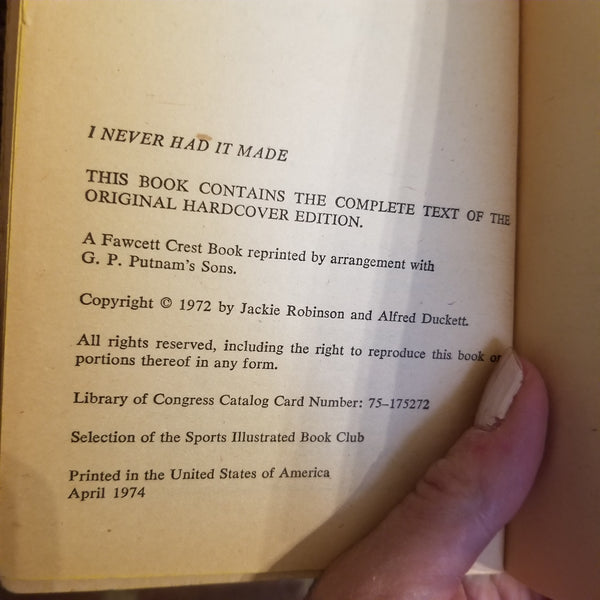 I NEVER HAD IT MADE
THIS BOOK CONTAINS THE COMPLETE TEXT OF THE
ORIGINAL HARDCOVER EDITION.
A Fawcett Crest Book reprinted by arrangement with
G. P. Putnam's Sons.
Copyright © 1972 by Jackie Robinson and Alfred Duckett.
All rights reserved, including the right to reproduce this book or
portions thereof in any form.
Library of Congress Catalog Card Number: 75–175272
Selection of the Sports Illustrated Book Club
Printed in the United States of America
April 1974